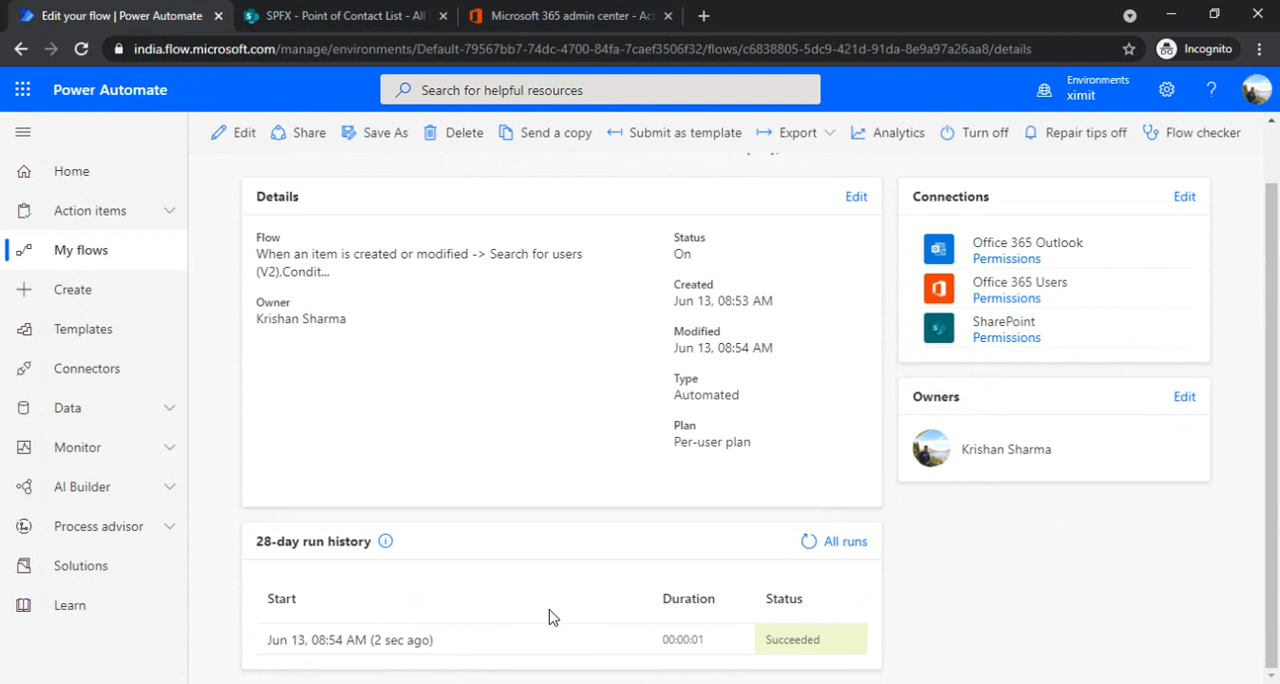 Edit your flow | Power Automate
SPFX - Point of Contact List - All
Microsoft 365 admin center - Ac
india.flow.microsoft.com/manage/environments/Default-79567bb7-74dc-4700-84fa-7caef3506f32/flows/c6838805-5dc9-421d-91da-8e9a97a26aa8/details
Incognito
Power Automate
Search for helpful resources
Environments
ximit
Edit
Share
Save As
Delete
Send a copy
Submit as template
Export
Analytics
Turn off
Repair tips off
Flow checker
Home
Action items
My flows
Create
Templates
Connectors
Data
Monitor
AI Builder
Process advisor
Solutions
Learn
Details
Edit
Flow
When an item is created or modified -> Search for users
(V2),Condit...
Owner
Krishan Sharma
Status
On
Created
Jun 13, 08:53 AM
Modified
Jun 13, 08:54 AM
Type
Automated
Plan
Per-user plan
Connections
Edit
Office 365 Outlook
Permissions
Office 365 Users
Permissions
SharePoint
Permissions
Owners
Edit
Krishan Sharma
28-day run history
All runs
Start
Duration
Status
Jun 13, 08:54 AM (2 sec ago)
00:00:01
Succeeded